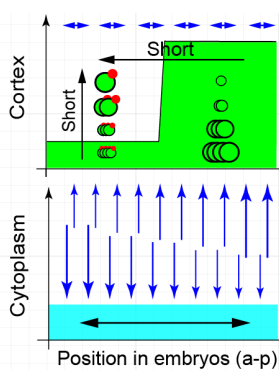 Short
Short
Cortex
Cytoplasm
Position in embryos (a-p)